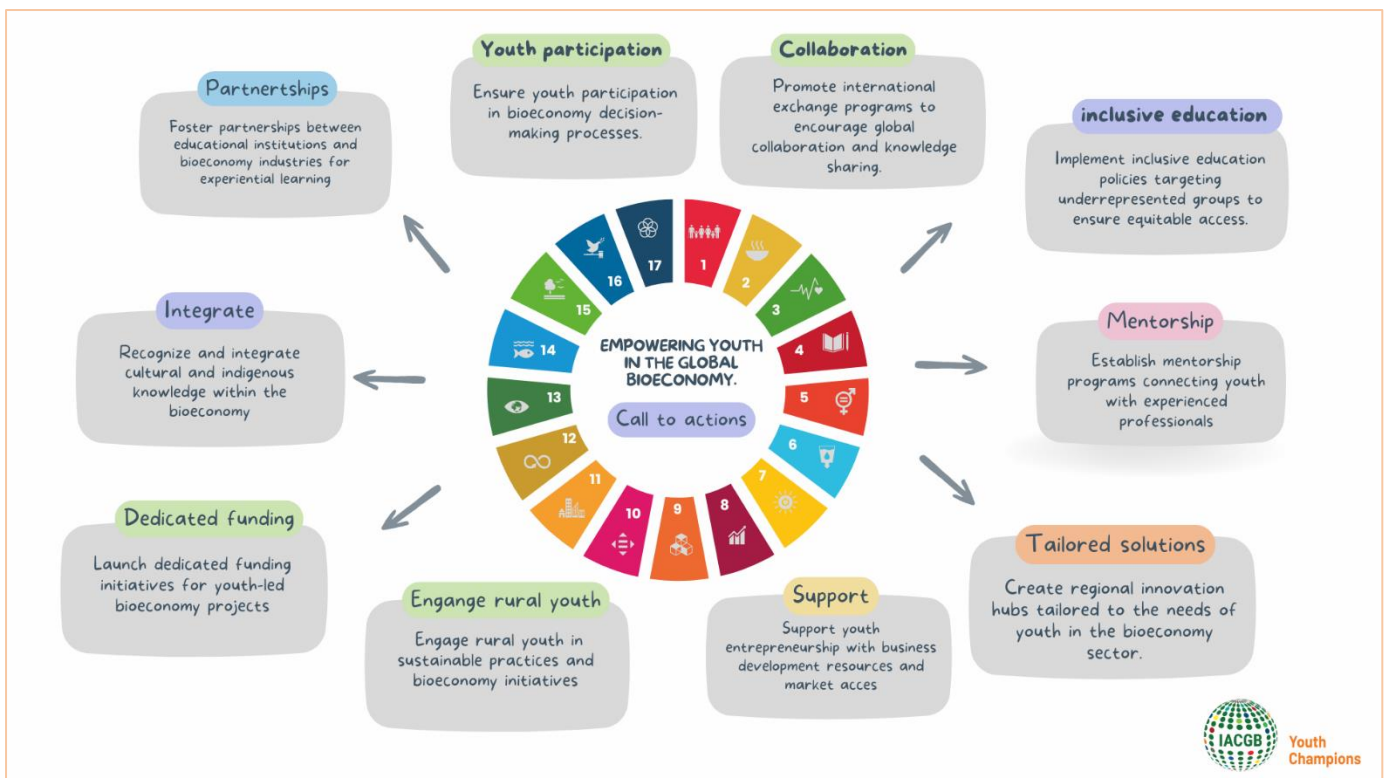 Youth participation
Ensure youth participation
in bioeconomy decision-
making processes.
Collaboration
Promote international
exchange programs to
encourage global
collaboration and knowledge
sharing.
Partnertships
Foster partnerships between
educational institutions and
bioeconomy industries for
experiential learning
inclusive education
Implement inclusive education
policies targeting
underrepresented groups to
ensure equitable access.
Integrate
Recognize and integrate
cultural and indigenous
knowledge within the
bioeconomy
EMPOWERING YOUTH
IN THE GLOBAL
BIOECONOMY.
Call to actions
1
2
3
4
5
6
7
8
9
10
11
12
13
14
15
16
17
Mentorship
Establish mentorship
programs connecting youth
with experienced
professionals
Dedicated funding
Launch dedicated funding
initiatives for youth-led
bioeconomy projects
Engange rural youth
Engage rural youth in
sustainable practices and
bioeconomy initiatives
Support
Support youth
entrepreneurship with business
development resources and
market acces
Tailored solutions
Create regional innovation
hubs tailored to the needs of
youth in the bioeconomy
sector.
IACGB
Youth
Champions